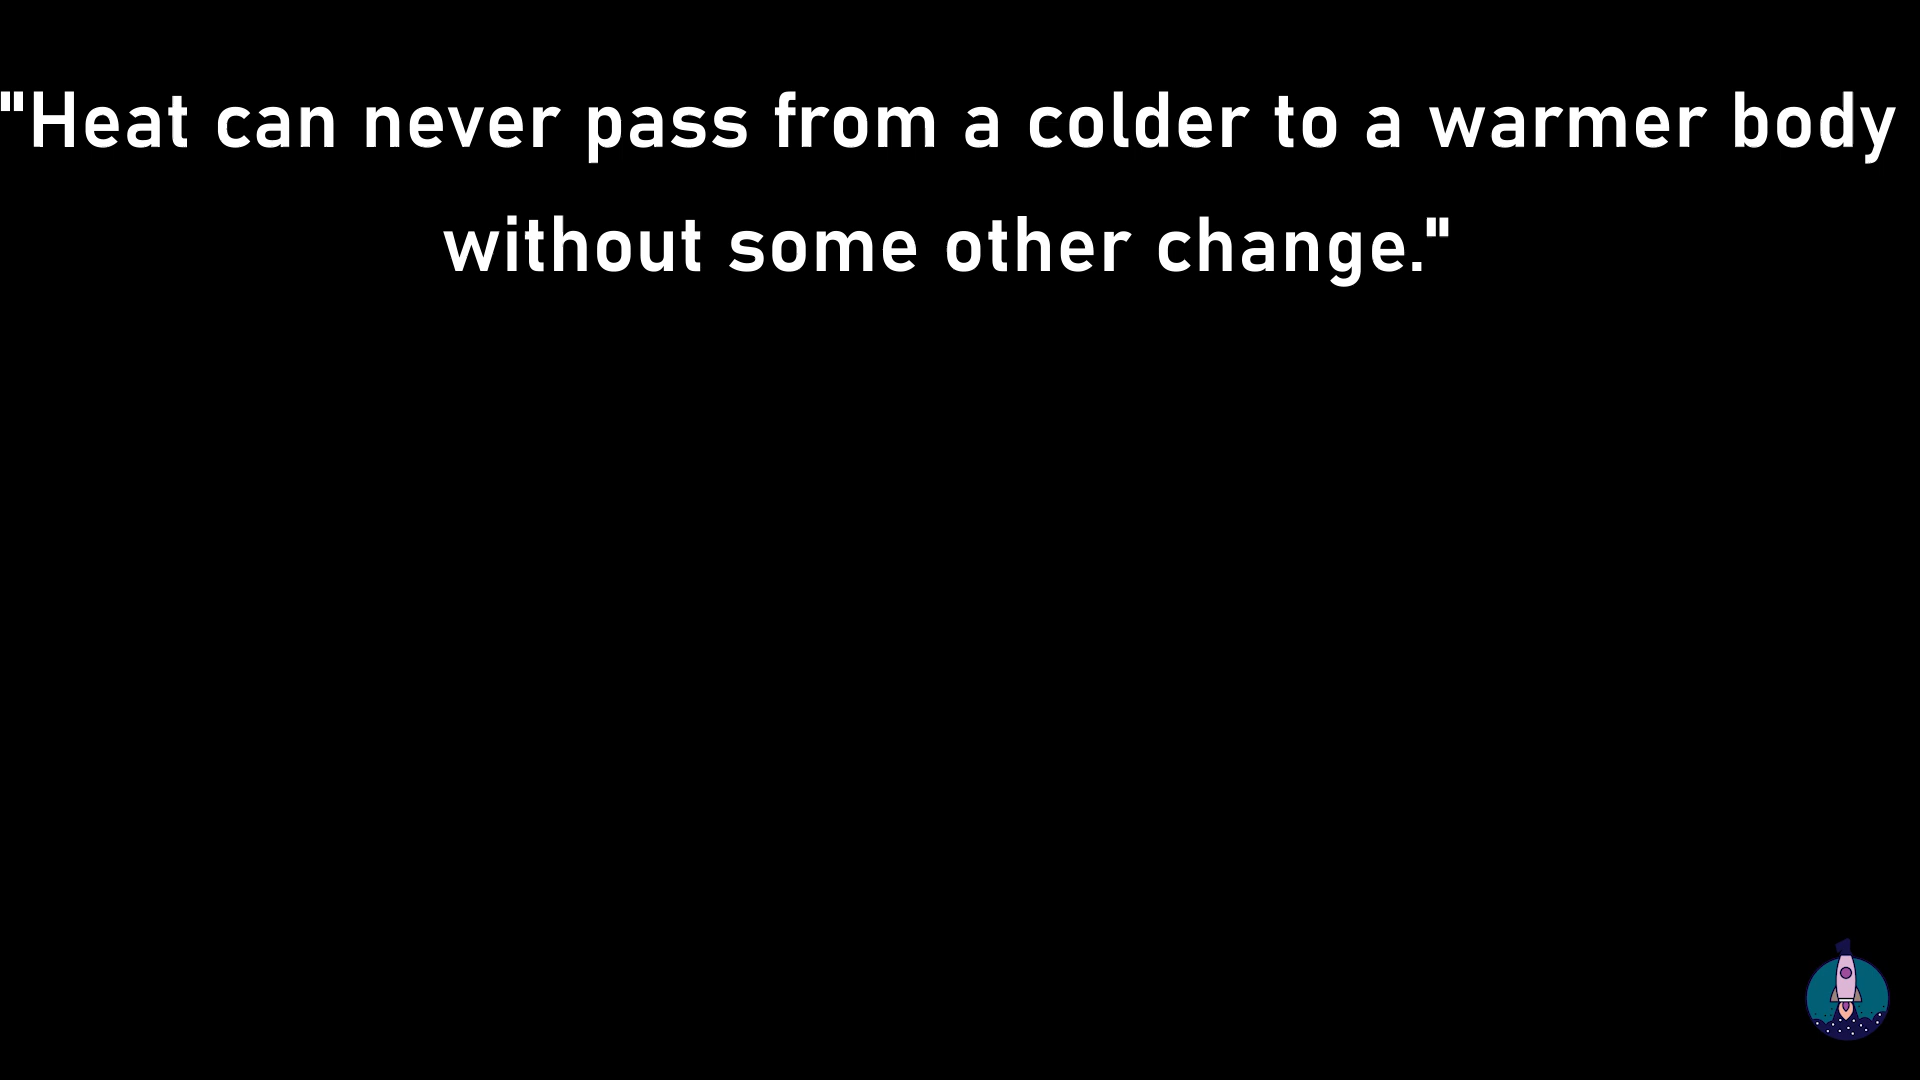 "Heat can never pass from a colder to a warmer body
without some other change."